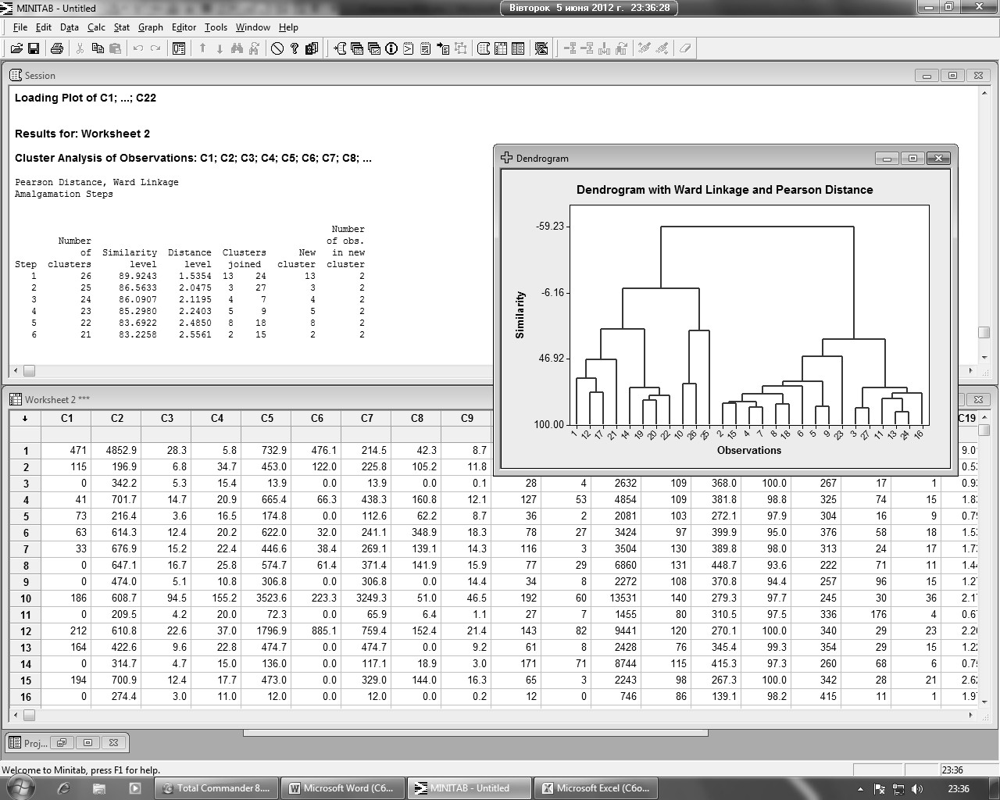 MINITAB - Untitled
Вівторок 5 июня 2012 г. 23:36:28
File Edit Data Calc Stat Graph Editor Tools Window Help
Session
Loading Plot of C1; ...; C22
Results for: Worksheet 2
Cluster Analysis of Observations: C1; C2; C3; C4; C5; C6; C7; C8; ...
Pearson Distance, Ward Linkage
Amalgamation Steps
Number
Number of obs.
of Similarity Distance Clusters New in new
Step clusters level level joined cluster cluster
1 26 89.9243 1.5354 13 24 13 2
2 25 86.5633 2.0475 3 27 3 2
3 24 86.0907 2.1195 4 7 4 2
4 23 85.2980 2.2403 5 9 5 2
5 22 83.6922 2.4850 8 18 8 2
6 21 83.2258 2.5561 2 15 2 2
Dendrogram
Dendrogram with Ward Linkage and Pearson Distance
Similarity
-59.23
-6.16
46.92
100.00
1 12 17 21 14 19 20 22 10 26 25 2 15 4 7 8 18 6 5 9 23 3 27 11 13 24 16
Observations
Worksheet 2 ***
C1 C2 C3 C4 C5 C6 C7 C8 C9 C19
1 471 4852.9 28.3 5.8 732.9 476.1 214.5 42.3 8.7 9.0
2 115 196.9 6.8 34.7 453.0 122.0 225.8 105.2 11.8 0.5
3 0 342.2 5.3 15.4 13.9 0.0 13.9 0.0 0.1 28 4 2632 109 368.0 100.0 267 17 1 0.9
4 41 701.7 14.7 20.9 665.4 66.3 438.3 160.8 12.1 127 53 4854 109 381.8 98.8 325 74 15 1.8
5 73 216.4 3.6 16.5 174.8 0.0 112.6 62.2 8.7 36 2 2081 103 272.1 97.9 304 16 9 0.7
6 63 614.3 12.4 20.2 622.0 32.0 241.1 348.9 18.3 78 27 3424 97 399.9 95.0 376 58 18 1.5
7 33 676.9 15.2 22.4 446.6 38.4 269.1 139.1 14.3 116 3 3504 130 389.8 98.0 313 24 17 1.7
8 0 647.1 16.7 25.8 574.7 61.4 371.4 141.9 15.9 77 29 6860 131 448.7 93.6 222 71 11 1.4
9 0 474.0 5.1 10.8 306.8 0.0 306.8 0.0 14.4 34 8 2272 108 370.8 94.4 257 96 15 1.2
10 186 608.7 94.5 155.2 3523.6 223.3 3249.3 51.0 46.5 192 60 13531 140 279.3 97.7 245 30 36 2.1
11 0 209.5 4.2 20.0 72.3 0.0 65.9 6.4 1.1 27 7 1455 80 310.5 97.5 336 176 4 0.6
12 212 610.8 22.6 37.0 1796.9 885.1 759.4 152.4 21.4 143 82 9441 120 270.1 100.0 340 29 23 2.2
13 164 422.6 9.6 22.8 474.7 0.0 474.7 0.0 9.2 61 8 2428 76 345.4 99.3 354 29 15 1.2
14 0 314.7 4.7 15.0 136.0 0.0 117.1 18.9 3.0 171 71 8744 115 415.3 97.3 260 68 6 0.7
15 194 700.9 12.4 17.7 473.0 0.0 329.0 144.0 16.3 65 3 2243 98 267.3 100.0 342 28 21 2.6
16 0 274.4 3.0 11.0 12.0 0.0 12.0 0.0 0.2 12 0 746 86 139.1 98.2 415 11 1 1.9
Proj...
Welcome to Minitab, press F1 for help.
23:36
Total Commander 8.... Microsoft Word (Сбо... MINITAB - Untitled Microsoft Excel (Сбо... 23:36